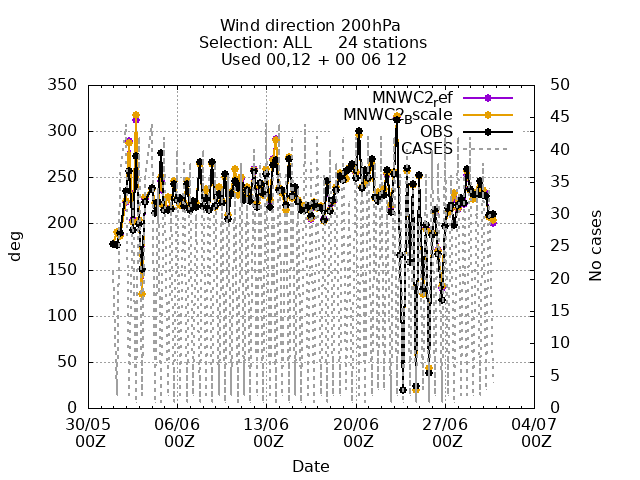 Wind direction 200hPa
Selection: ALL 24 stations
Used 00,12 + 00 06 12
350 50
MNWC2ref
45
MNWC2Bscale
300 OBS 40
CASES
250 35
200 30
25
150 20
100 15
10
50 5
0 0
deg
No cases
30/05 06/06 13/06 20/06 27/06 04/07
00Z 00Z 00Z 00Z 00Z 00Z
Date